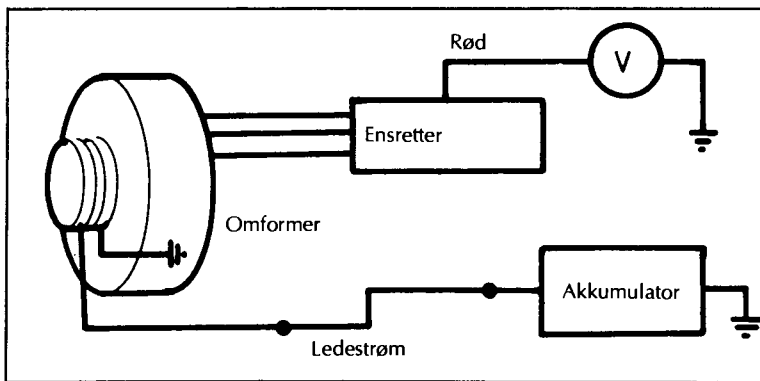 Rød
V
Ensretter
Omformer
Akkumulator
Ledestrøm